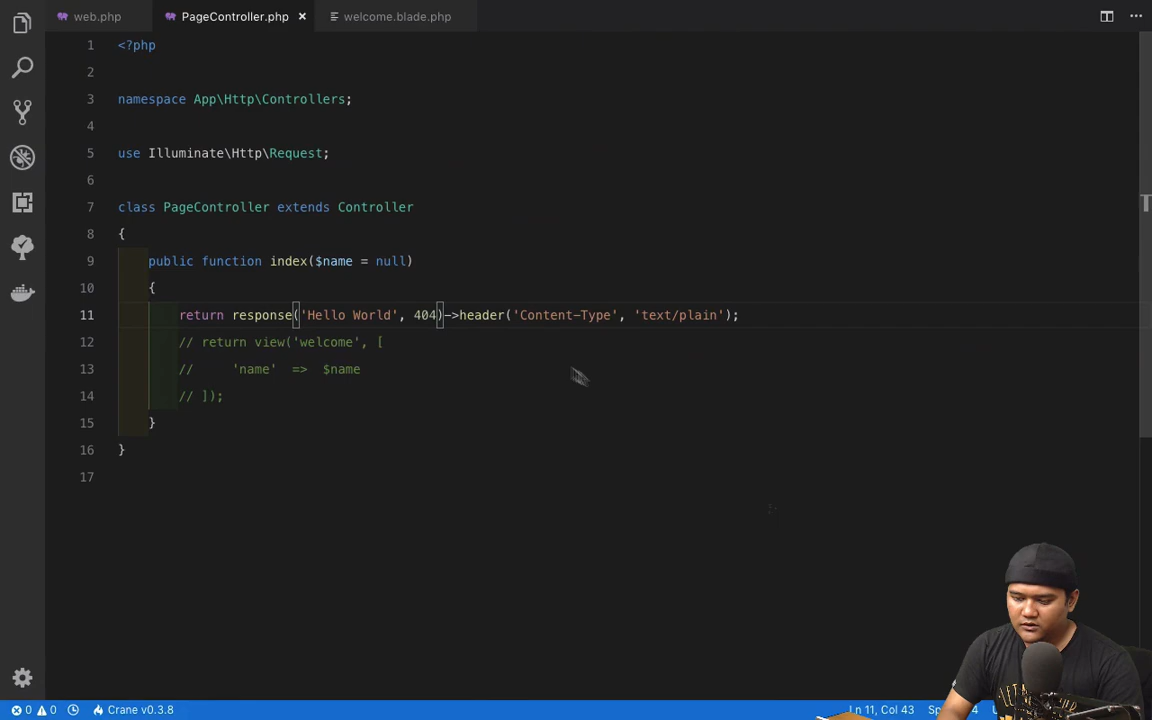 web.php PageController.php × welcome.blade.php
1 <?php
2
3 namespace App\Http\Controllers;
4
5 use Illuminate\Http\Request;
6
7 class PageController extends Controller
8 {
9 public function index($name = null)
10 {
11 return response('Hello World', 404)->header('Content-Type', 'text/plain');
12 // return view('welcome', [
13 // 'name' => $name
14 // ]);
15 }
16 }
17
0 0 Crane v0.3.8 Ln 11, Col 43